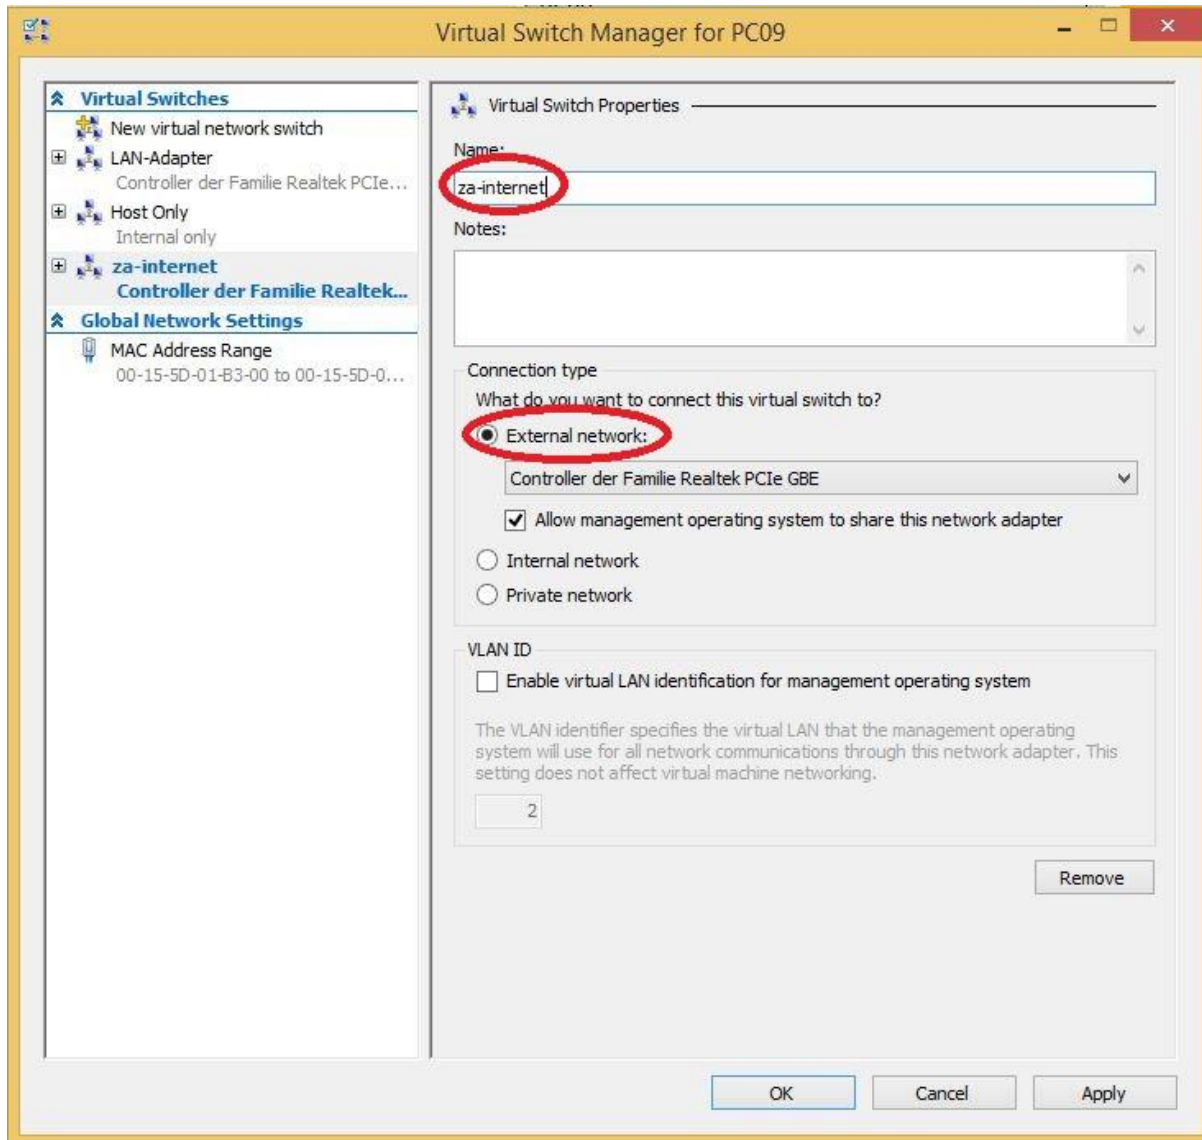 Virtual Switch Manager for PC09
Virtual Switches
New virtual network switch
LAN-Adapter
Controller der Familie Realtek PCIe...
Host Only
Internal only
za-internet
Controller der Familie Realtek...
Global Network Settings
MAC Address Range
00-15-5D-01-B3-00 to 00-15-5D-0...
Virtual Switch Properties
Name:
za-internet
Notes:
Connection type
What do you want to connect this virtual switch to?
External network:
Controller der Familie Realtek PCIe GBE
Allow management operating system to share this network adapter
Internal network
Private network
VLAN ID
Enable virtual LAN identification for management operating system
The VLAN identifier specifies the virtual LAN that the management operating
system will use for all network communications through this network adapter. This
setting does not affect virtual machine networking.
2
Remove
OK
Cancel
Apply